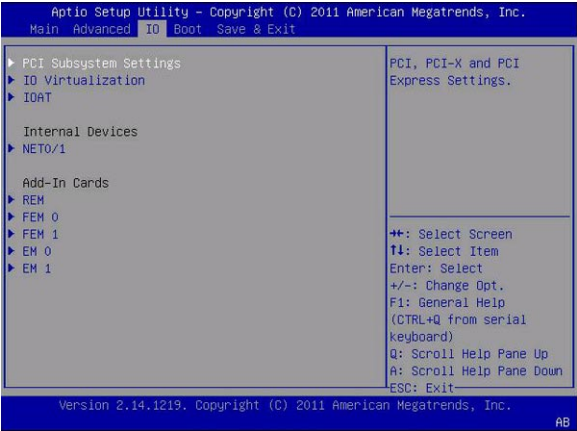 Aptio Setup Utility – Copyright (C) 2011 American Megatrends, Inc.
Main Advanced IO Boot Save & Exit
PCI Subsystem Settings
IO Virtualization
IOAT
Internal Devices
NET0/1
Add-In Cards
REM
FEM 0
FEM 1
EM 0
EM 1
PCI, PCI-X and PCI
Express Settings.
→←: Select Screen
↑↓: Select Item
Enter: Select
+/-: Change Opt.
F1: General Help
(CTRL+Q from serial
keyboard)
Q: Scroll Help Pane Up
A: Scroll Help Pane Down
ESC: Exit
Version 2.14.1219. Copyright (C) 2011 American Megatrends, Inc.
AB